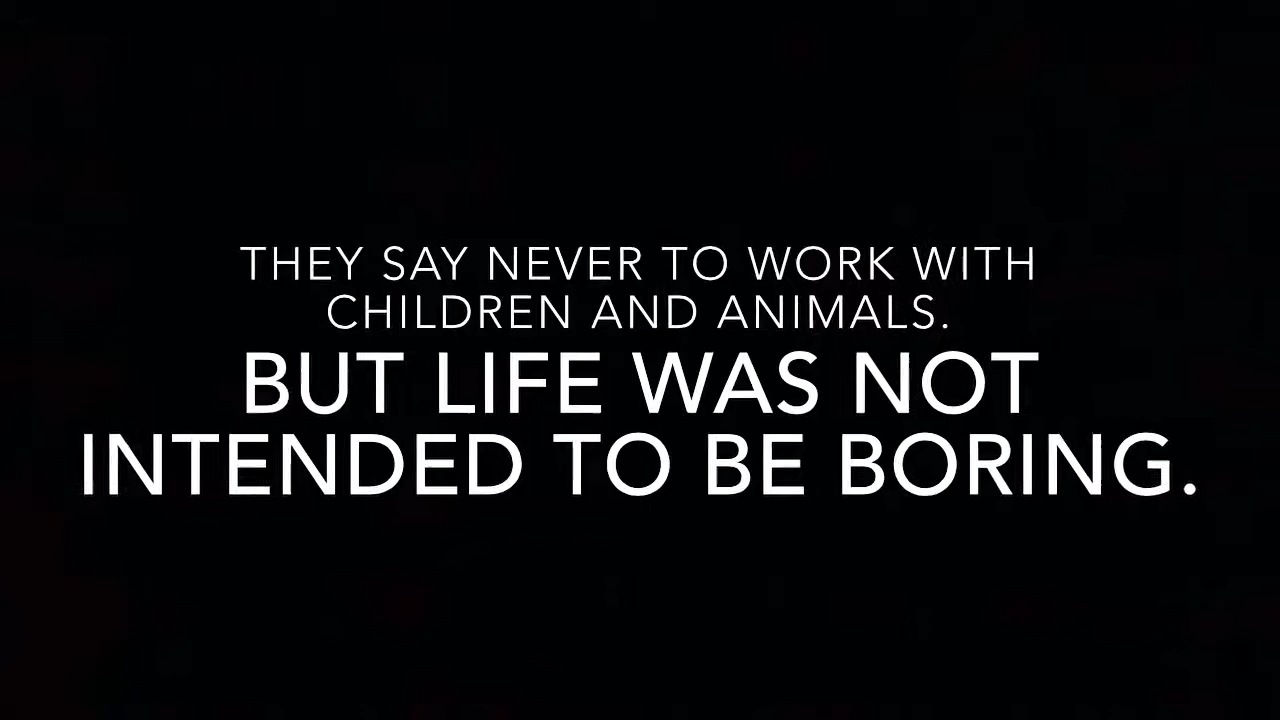 THEY SAY NEVER TO WORK WITH
CHILDREN AND ANIMALS.
BUT LIFE WAS NOT
INTENDED TO BE BORING.